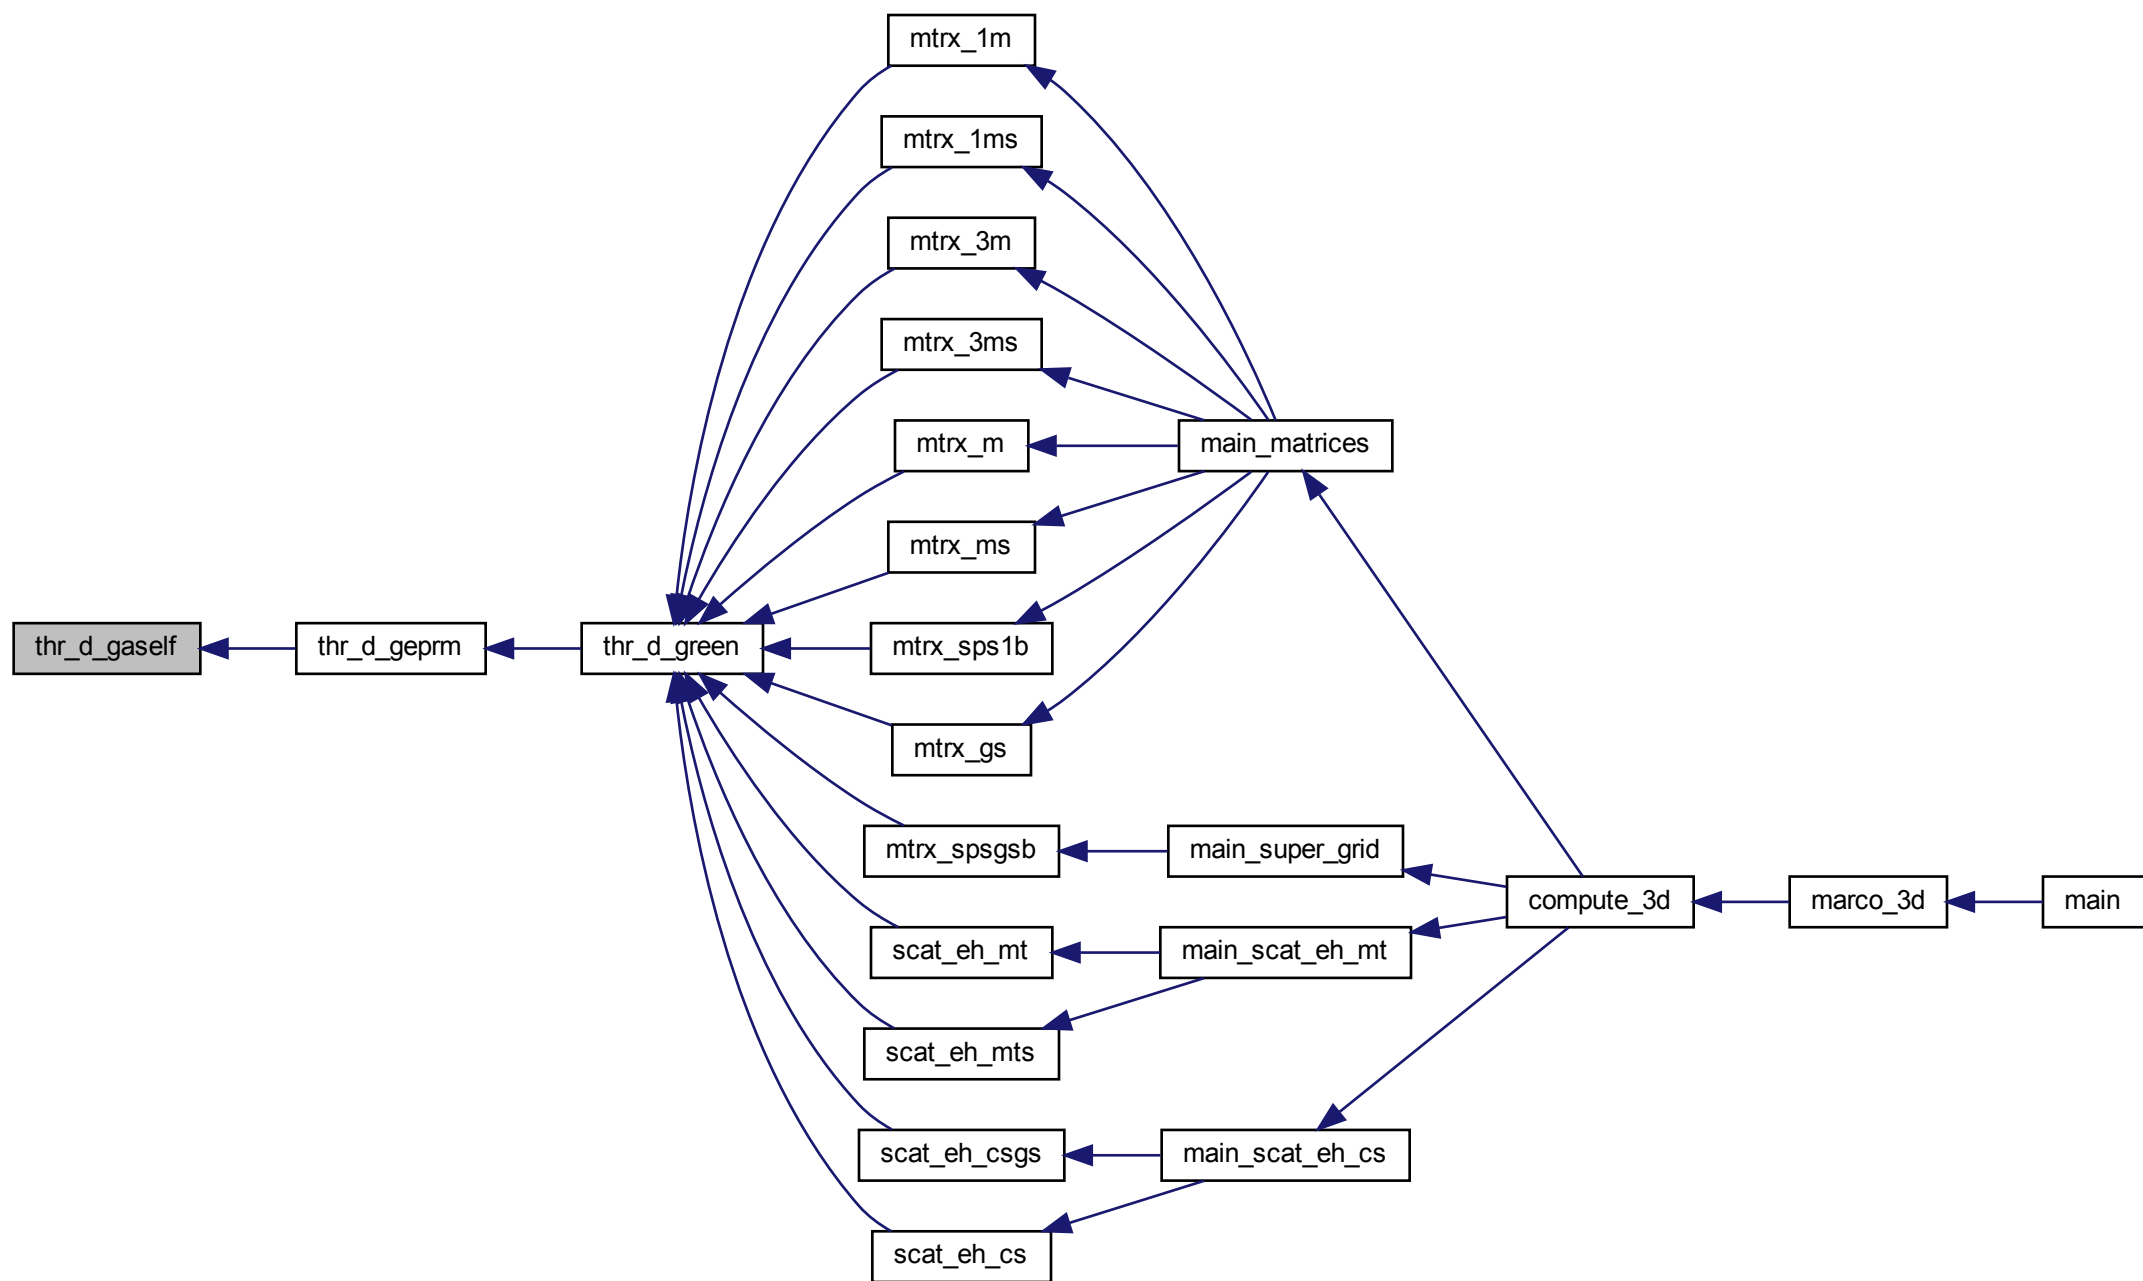 mtrx_1m
mtrx_1ms
mtrx_3m
mtrx_3ms
mtrx_m
main_matrices
mtrx_ms
thr_d_gaself
thr_d_geprm
thr_d_green
mtrx_sps1b
mtrx_gs
mtrx_spsgsb
main_super_grid
compute_3d
marco_3d
main
scat_eh_mt
main_scat_eh_mt
scat_eh_mts
scat_eh_csgs
main_scat_eh_cs
scat_eh_cs